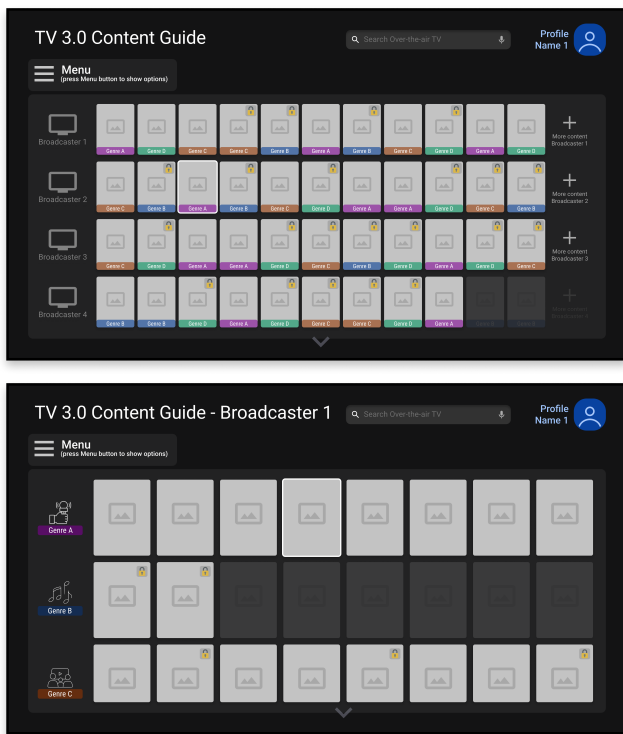 TV 3.0 Content Guide
Search Over-the-air TV
Profile
Name 1
Menu
(press Menu button to show options)
Broadcaster 1
Genre A Genre D Genre C Genre C Genre B Genre A Genre B Genre C Genre D Genre A Genre D
More content
Broadcaster 1
Broadcaster 2
Genre C Genre B Genre A Genre B Genre C Genre D Genre A Genre A Genre D Genre C Genre B
More content
Broadcaster 2
Broadcaster 3
Genre C Genre D Genre A Genre A Genre D Genre C Genre B Genre D Genre A Genre D Genre C
More content
Broadcaster 3
Broadcaster 4
Genre B Genre B Genre D Genre A Genre D Genre C Genre C Genre D Genre A
TV 3.0 Content Guide - Broadcaster 1
Search Over-the-air TV
Profile
Name 1
Menu
(press Menu button to show options)
Genre A
Genre B
Genre C